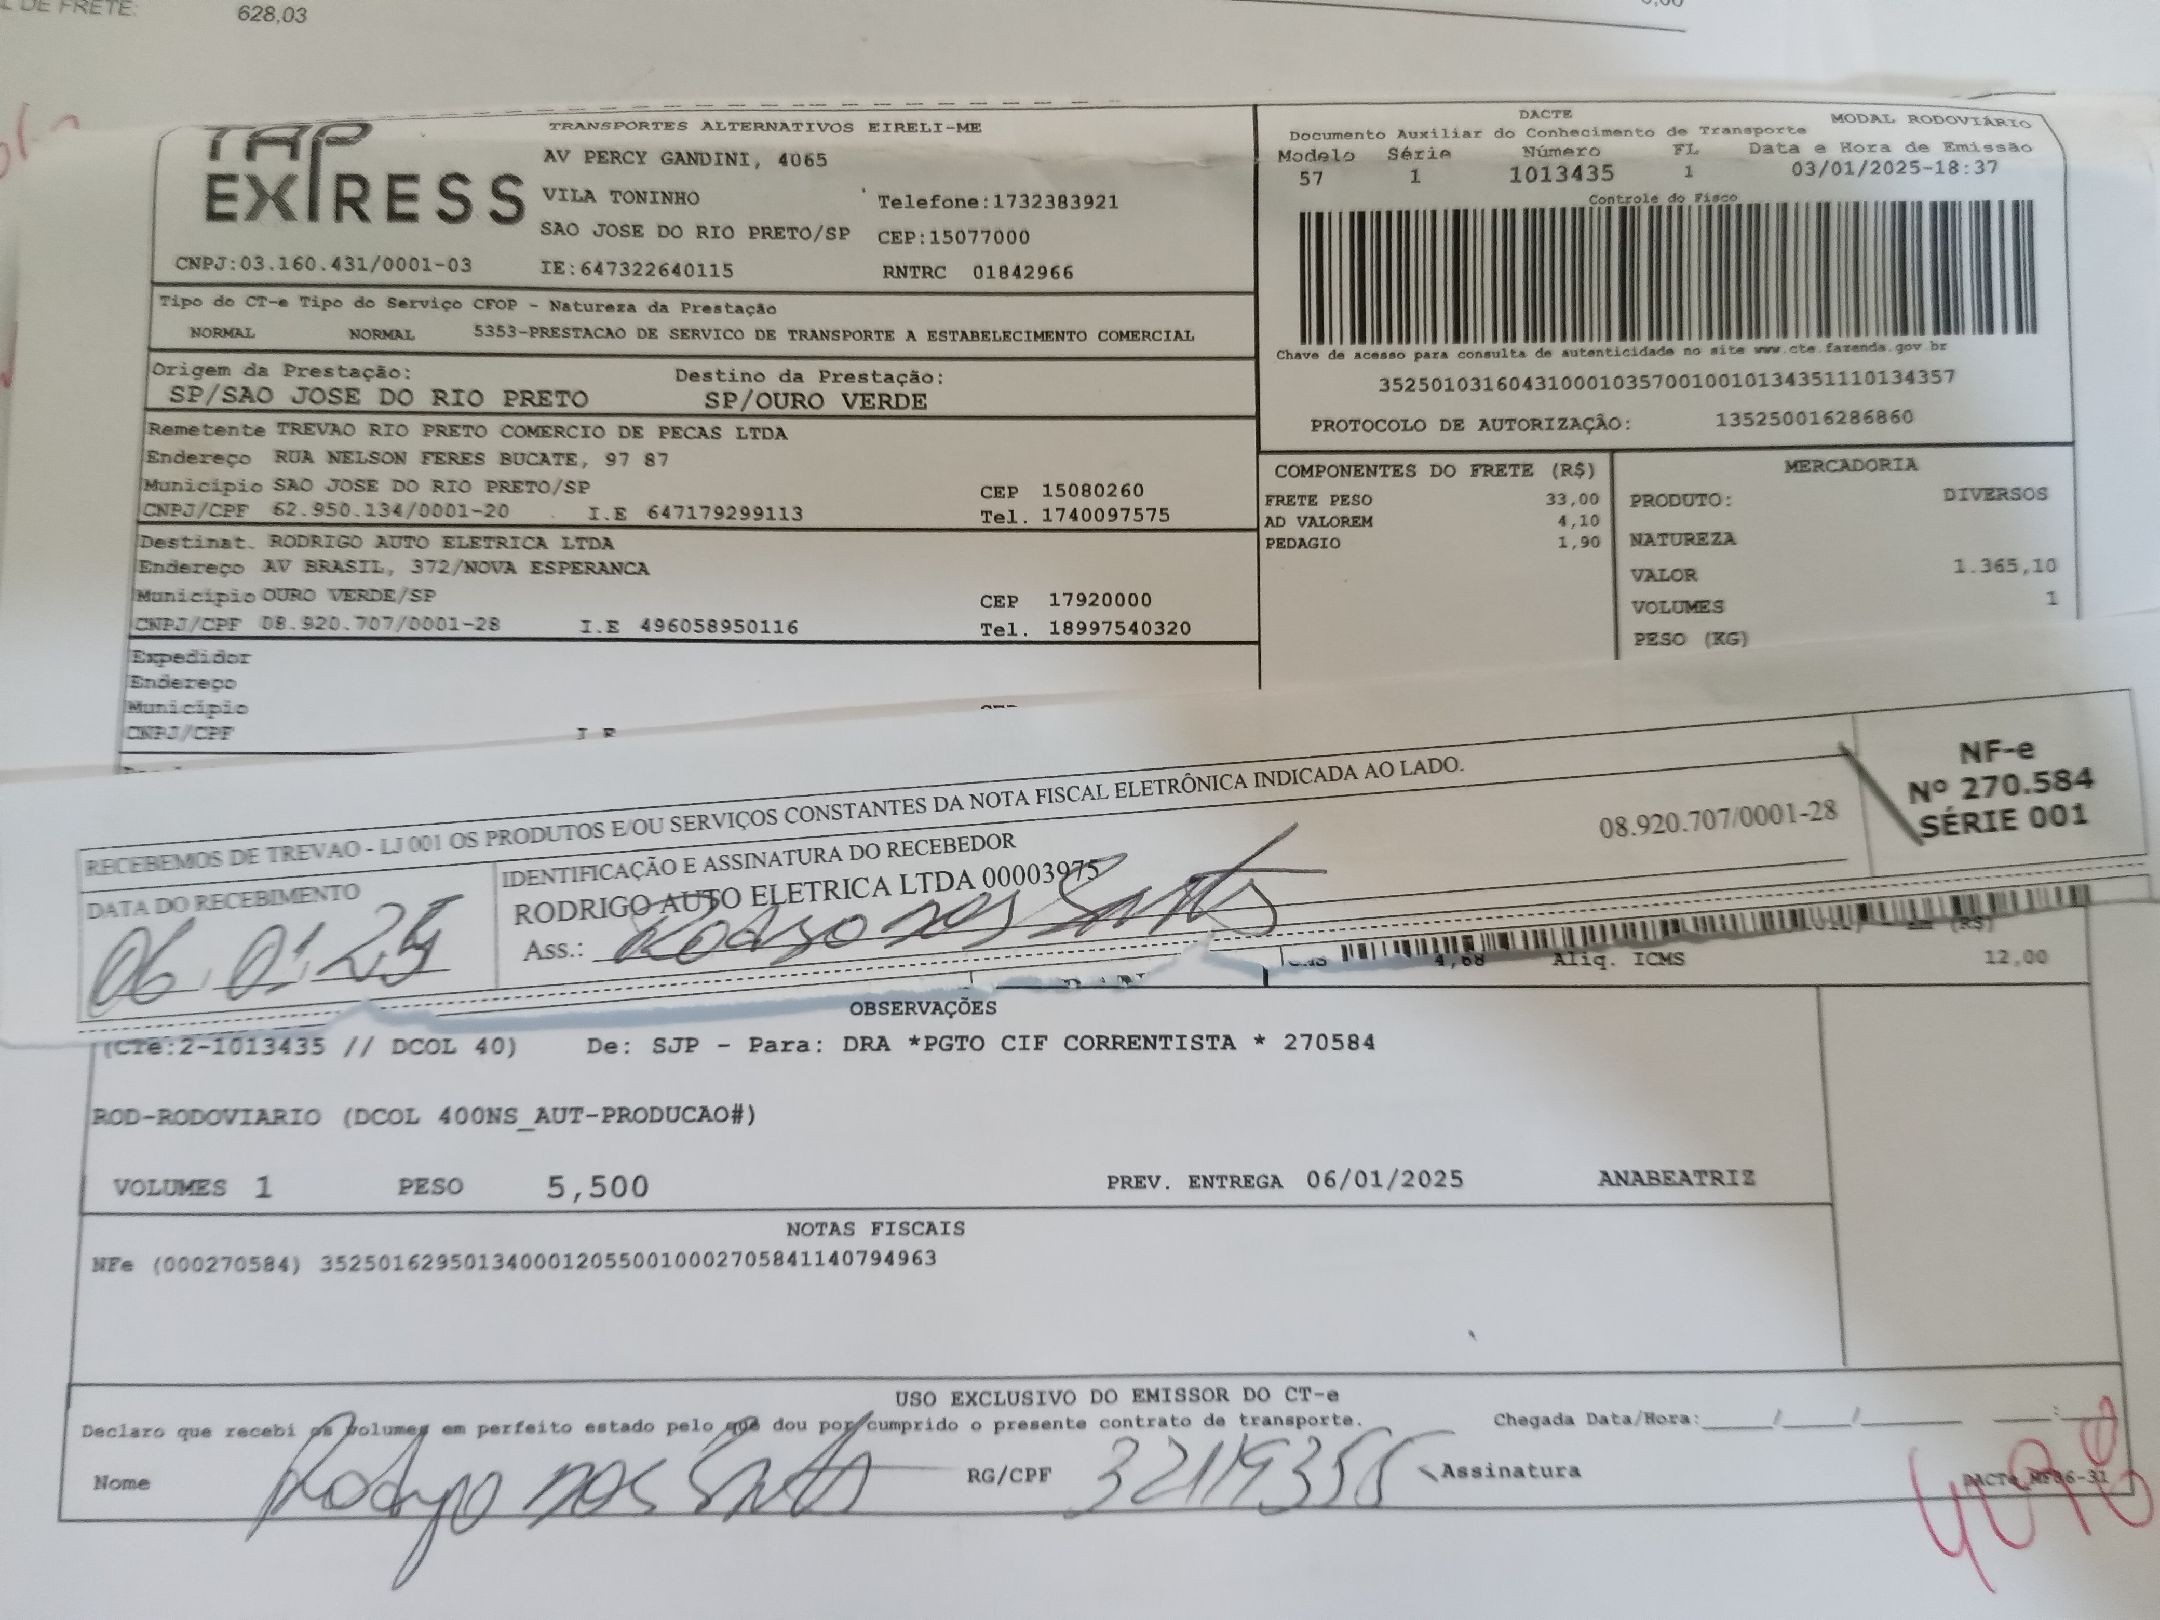 L DE FRETE:
628,03
TAP
EXPRESS
TRANSPORTES ALTERNATIVOS EIRELI-ME
AV PERCY GANDINI, 4065
VILA TONINHO
Telefone:1732383921
SAO JOSE DO RIO PRETO/SP CEP:15077000
CNPJ:03.160.431/0001-03 IE:647322640115 RNTRC 01842966
DACTE
MODAL RODOVIÁRIO
Documento Auxiliar do Conhecimento de Transporte
Modelo Série Número FL Data e Hora de Emissão
57 1 1013435 1 03/01/2025-18:37
Controle do Fisco
Chave de acesso para consulta de autenticidade no site www.cte.fazenda.gov.br
35250103160431000103570010010134351110134357
PROTOCOLO DE AUTORIZAÇÃO: 135250016286860
Tipo do CT-e Tipo do Serviço CFOP - Natureza da Prestação
NORMAL NORMAL 5353-PRESTACAO DE SERVICO DE TRANSPORTE A ESTABELECIMENTO COMERCIAL
Origem da Prestação: Destino da Prestação:
SP/SAO JOSE DO RIO PRETO SP/OURO VERDE
Remetente TREVAO RIO PRETO COMERCIO DE PECAS LTDA
Endereço RUA NELSON FERES BUCATE, 97 87
Município SAO JOSE DO RIO PRETO/SP CEP 15080260
CNPJ/CPF 62.950.134/0001-20 I.E 647179299113 Tel. 1740097575
Destinat. RODRIGO AUTO ELETRICA LTDA
Endereço AV BRASIL, 372/NOVA ESPERANCA
Município OURO VERDE/SP CEP 17920000
CNPJ/CPF 08.920.707/0001-28 I.E 496058950116 Tel. 18997540320
Expedidor
Endereço
Município
CNPJ/CPF
COMPONENTES DO FRETE (R$)
FRETE PESO 33,00
AD VALOREM 4,10
PEDAGIO 1,90
MERCADORIA
PRODUTO: DIVERSOS
NATUREZA
VALOR 1.365,10
VOLUMES 1
PESO (KG)
RECEBEMOS DE TREVAO - LJ 001 OS PRODUTOS E/OU SERVIÇOS CONSTANTES DA NOTA FISCAL ELETRÔNICA INDICADA AO LADO.
DATA DO RECEBIMENTO
06 01 25
IDENTIFICAÇÃO E ASSINATURA DO RECEBEDOR
RODRIGO AUTO ELETRICA LTDA 00003975
08.920.707/0001-28
Ass.: Rodrigo dos Santos
NF-e
Nº 270.584
SÉRIE 001
4,68 Aliq. ICMS (R$) 12,00
OBSERVAÇÕES
(CTe:2-1013435 // DCOL 40) De: SJP - Para: DRA *PGTO CIF CORRENTISTA * 270584
ROD-RODOVIARIO (DCOL 400NS_AUT-PRODUCAO#)
VOLUMES 1 PESO 5,500 PREV. ENTREGA 06/01/2025 ANABEATRIZ
NOTAS FISCAIS
NFe (000270584) 35250162950134000120550010002705841140794963
USO EXCLUSIVO DO EMISSOR DO CT-e
Declaro que recebi os volumes em perfeito estado pelo que dou por cumprido o presente contrato de transporte. Chegada Data/Hora:____/____/____ __:__
Nome Rodrigo dos Santos RG/CPF Assinatura